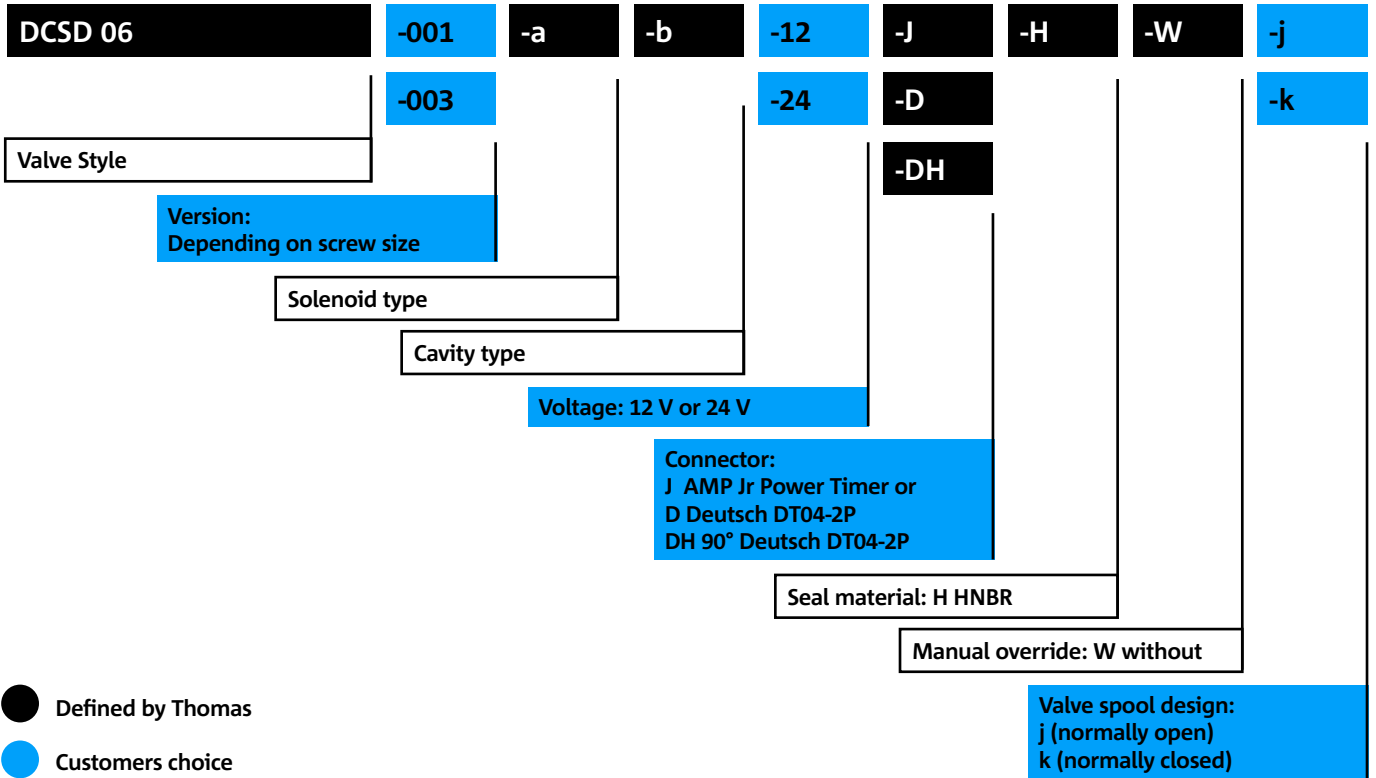 DCSD 06 -001 -a -b -12 -J -H -W -j
-003 -24 -D -k
-DH
Valve Style
Version:
Depending on screw size
Solenoid type
Cavity type
Voltage: 12 V or 24 V
Connector:
J AMP Jr Power Timer or
D Deutsch DT04-2P
DH 90° Deutsch DT04-2P
Seal material: H HNBR
Manual override: W without
Valve spool design:
j (normally open)
k (normally closed)
Defined by Thomas
Customers choice